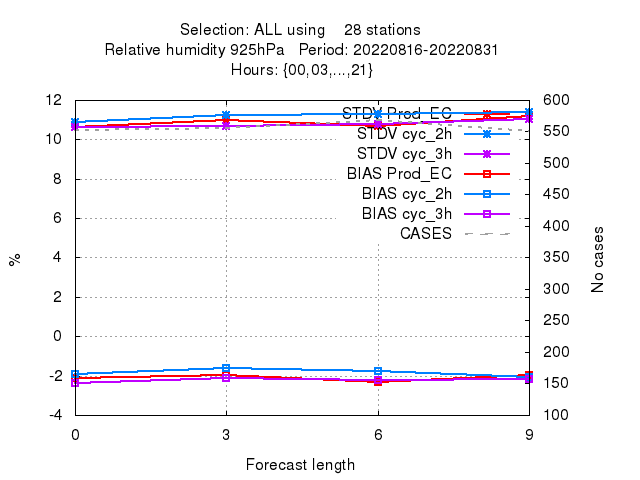 Selection: ALL using 28 stations
Relative humidity 925hPa Period: 20220816-20220831
Hours: {00,03,...,21}
12
10
8
6
4
2
0
-2
-4
%
600
550
500
450
400
350
300
250
200
150
100
No cases
STDV Prod_EC
STDV cyc_2h
STDV cyc_3h
BIAS Prod_EC
BIAS cyc_2h
BIAS cyc_3h
CASES
0
3
6
9
Forecast length